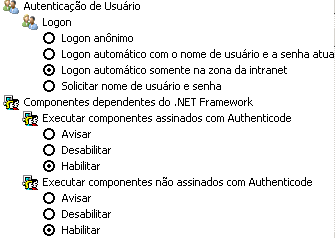 Autenticação de Usuário
Logon
Logon anônimo
Logon automático com o nome de usuário e a senha atua
Logon automático somente na zona da intranet
Solicitar nome de usuário e senha
Componentes dependentes do .NET Framework
Executar componentes assinados com Authenticode
Avisar
Desabilitar
Habilitar
Executar componentes não assinados com Authenticode
Avisar
Desabilitar
Habilitar